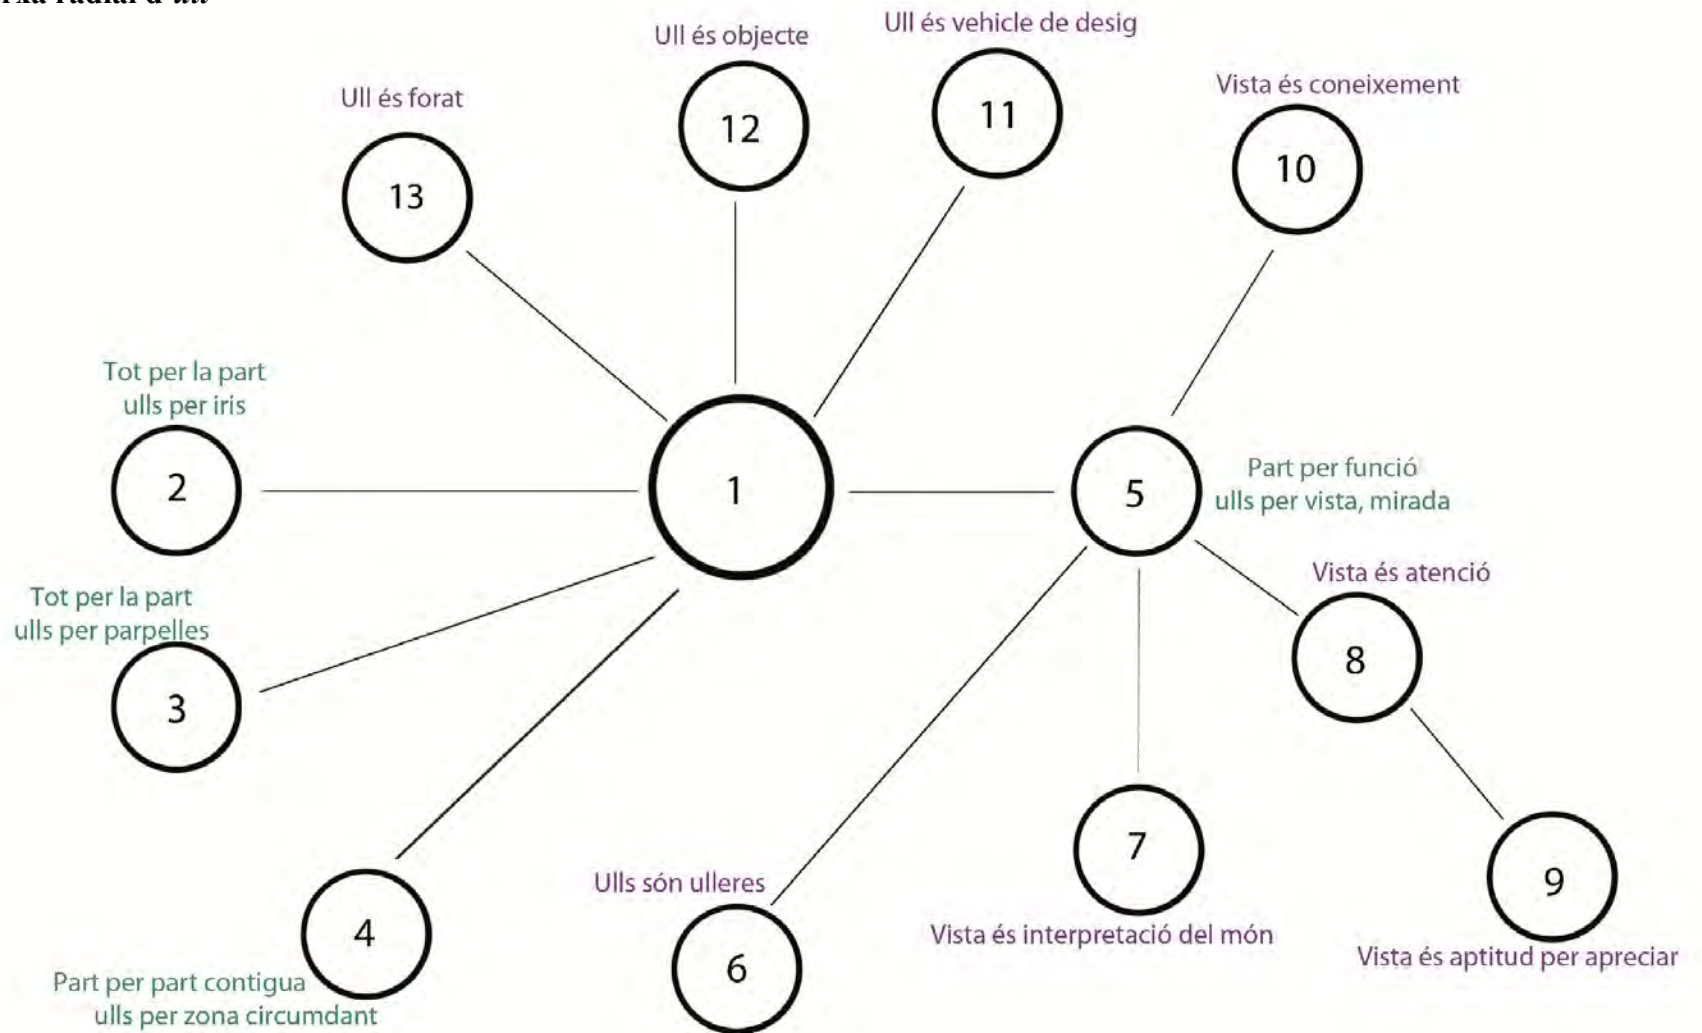 radial d'ull
Ull és objecte
Ull és vehicle de desig
Ull és forat
Vista és coneixement
12
11
10
13
Tot per la part
ulls per iris
2
1
5
Part per funció
ulls per vista, mirada
Tot per la part
ulls per parpelles
3
Vista és atenció
8
7
Ulls són ulleres
9
4
6
Vista és interpretació del món
Vista és aptitud per apreciar
Part per part contigua
ulls per zona circumdant